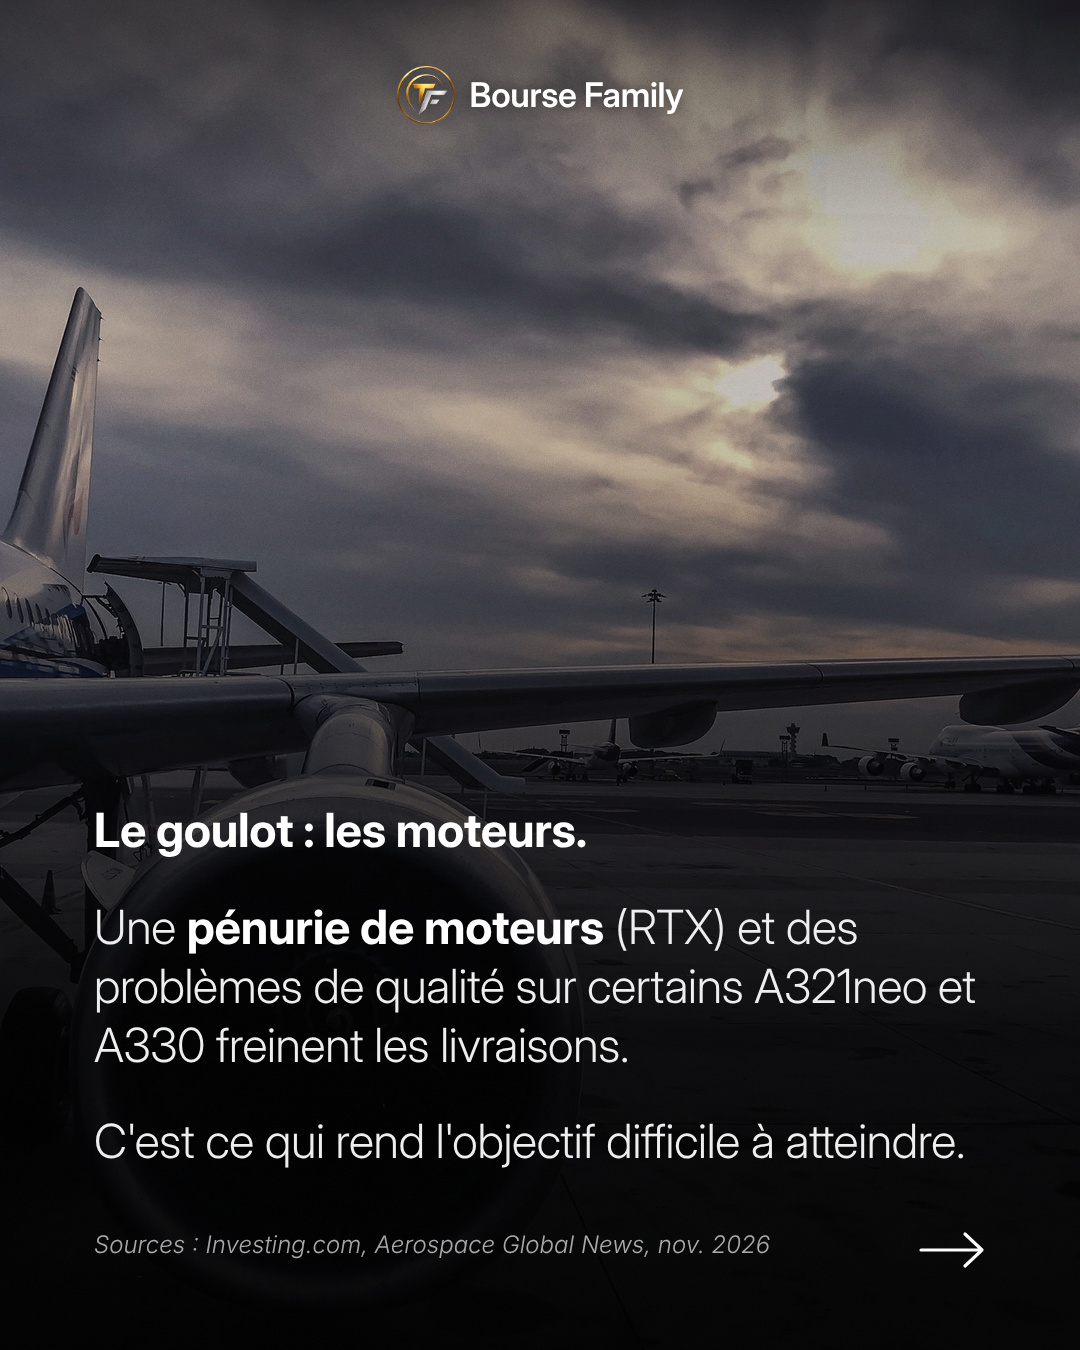 TF
Bourse Family
Le goulot : les moteurs.
Une pénurie de moteurs (RTX) et des
problèmes de qualité sur certains A321neo et
A330 freinent les livraisons.
C'est ce qui rend l'objectif difficile à atteindre.
Sources : Investing.com, Aerospace Global News, nov. 2026